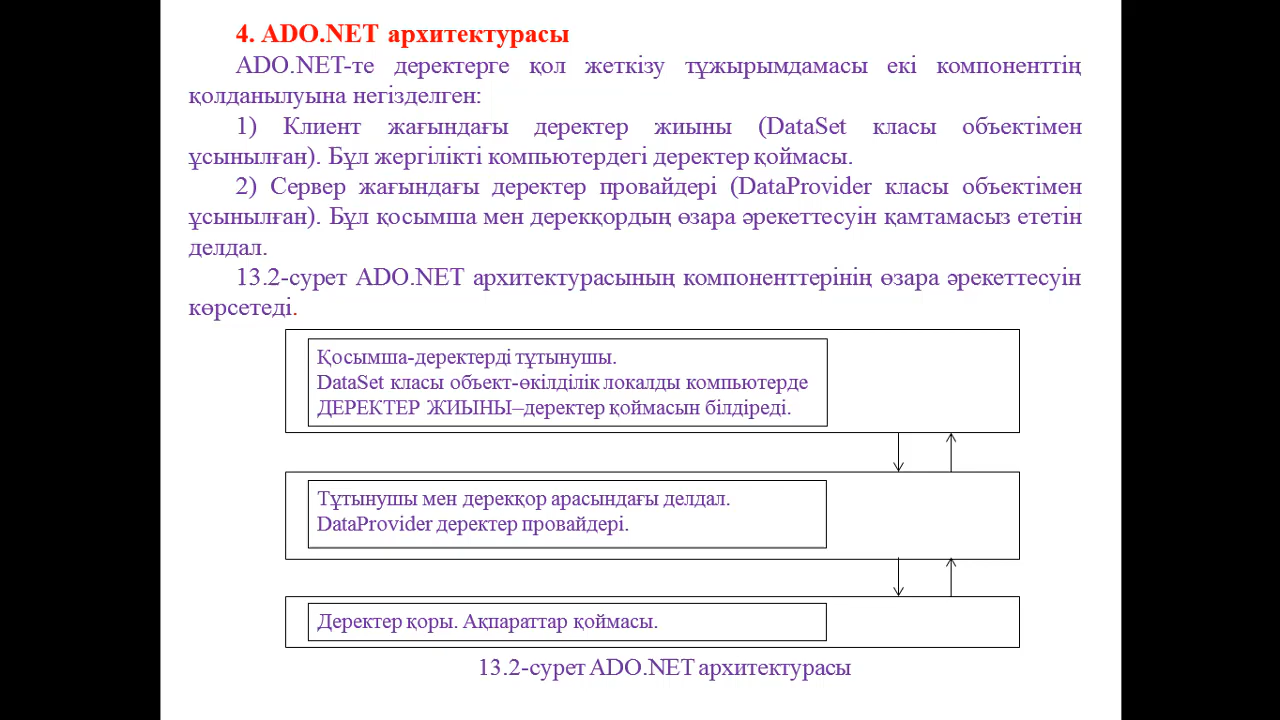 4. ADO.NET архитектурасы
ADO.NET-те деректерге қол жеткізу тұжырымдамасы екі компоненттің
қолданылуына негізделген:
1) Клиент жағындағы деректер жиыны (DataSet класы объектімен
ұсынылған). Бұл жергілікті компьютердегі деректер қоймасы.
2) Сервер жағындағы деректер провайдері (DataProvider класы объектімен
ұсынылған). Бұл қосымша мен дерекқордың өзара әрекеттесуін қамтамасыз ететін
делдал.
13.2-сурет ADO.NET архитектурасының компоненттерінің өзара әрекеттесуін
көрсетеді.
Қосымша-деректерді тұтынушы.
DataSet класы объект-өкілділік локалды компьютерде
ДЕРЕКТЕР ЖИЫНЫ–деректер қоймасын білдіреді.
Тұтынушы мен дерекқор арасындағы делдал.
DataProvider деректер провайдері.
Деректер қоры. Ақпараттар қоймасы.
13.2-сурет ADO.NET архитектурасы